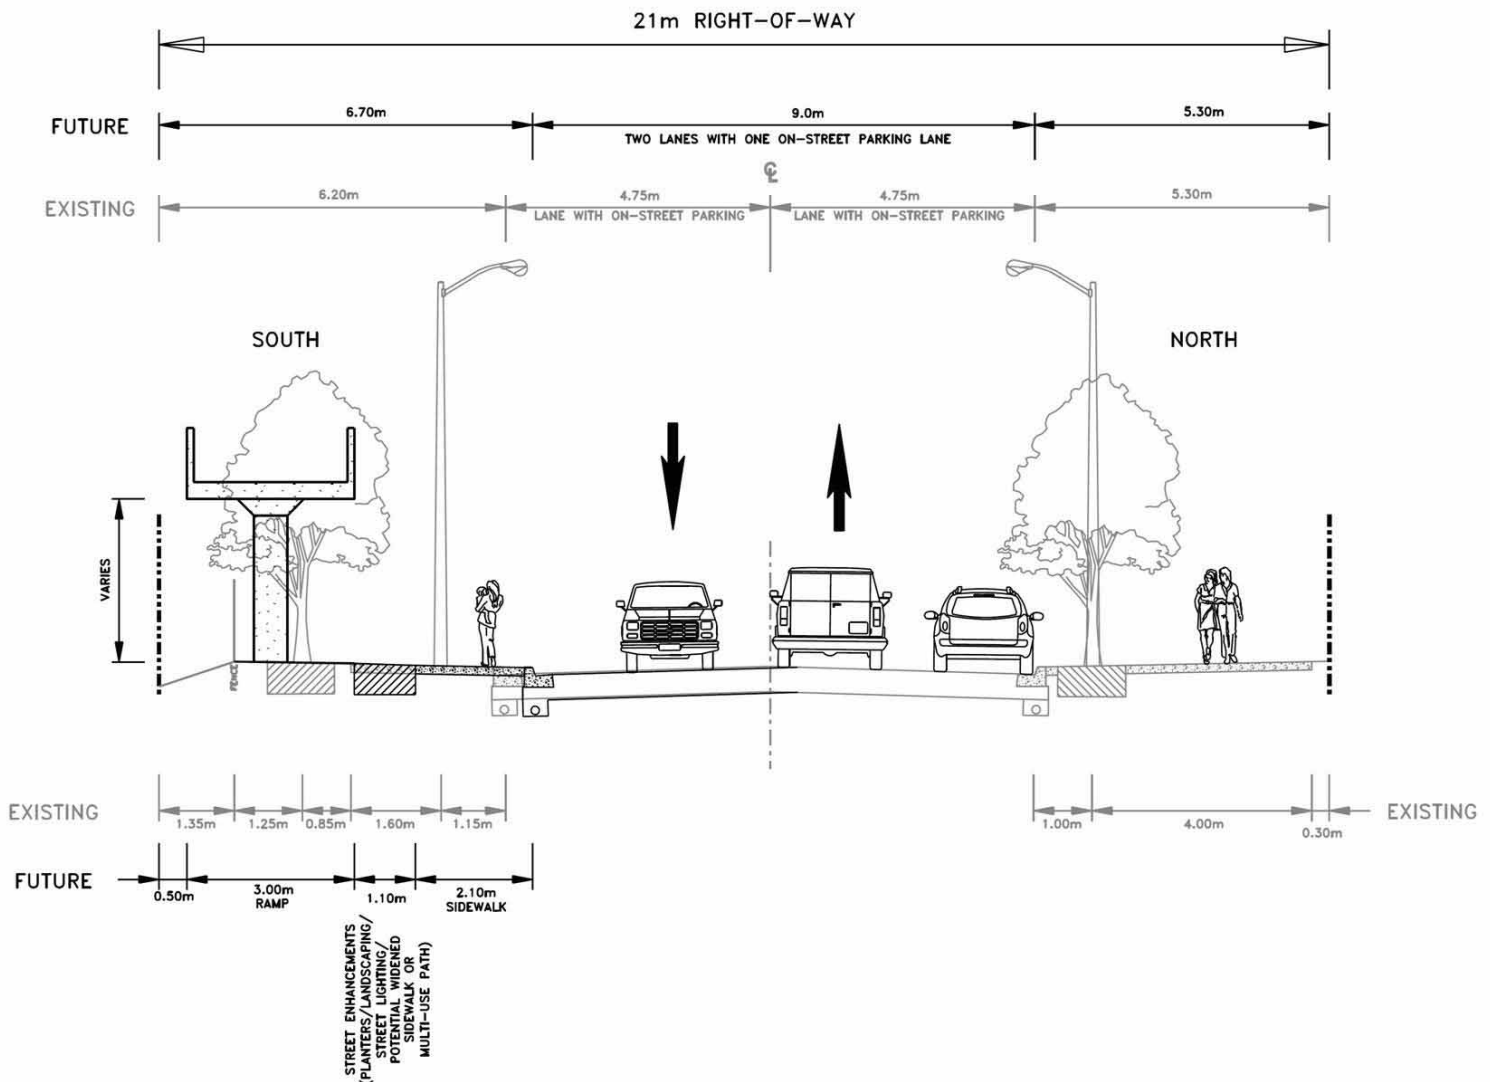 21m RIGHT-OF-WAY
FUTURE
6.70m
9.0m
5.30m
TWO LANES WITH ONE ON-STREET PARKING LANE
℄
EXISTING
6.20m
4.75m
4.75m
5.30m
LANE WITH ON-STREET PARKING
LANE WITH ON-STREET PARKING
SOUTH
NORTH
VARIES
FENCE
EXISTING
1.35m
1.25m
0.85m
1.60m
1.15m
1.00m
4.00m
0.30m
EXISTING
FUTURE
0.50m
3.00m
RAMP
1.10m
2.10m
SIDEWALK
STREET ENHANCEMENTS
(PLANTERS/LANDSCAPING/
STREET LIGHTING/
POTENTIAL WIDENED
SIDEWALK OR
MULTI-USE PATH)